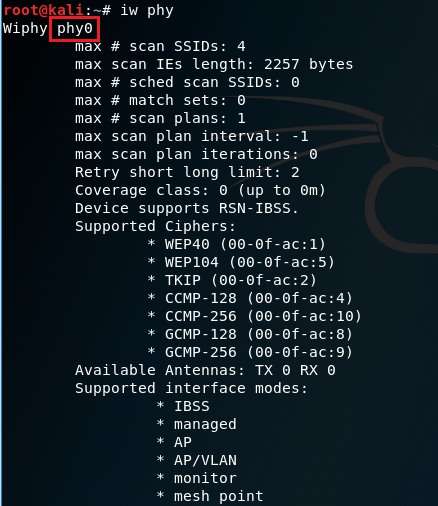 root@kali:~# iw phy
Wiphy phy0
max # scan SSIDs: 4
max scan IEs length: 2257 bytes
max # sched scan SSIDs: 0
max # match sets: 0
max # scan plans: 1
max scan plan interval: -1
max scan plan iterations: 0
Retry short long limit: 2
Coverage class: 0 (up to 0m)
Device supports RSN-IBSS.
Supported Ciphers:
* WEP40 (00-0f-ac:1)
* WEP104 (00-0f-ac:5)
* TKIP (00-0f-ac:2)
* CCMP-128 (00-0f-ac:4)
* CCMP-256 (00-0f-ac:10)
* GCMP-128 (00-0f-ac:8)
* GCMP-256 (00-0f-ac:9)
Available Antennas: TX 0 RX 0
Supported interface modes:
* IBSS
* managed
* AP
* AP/VLAN
* monitor
* mesh point